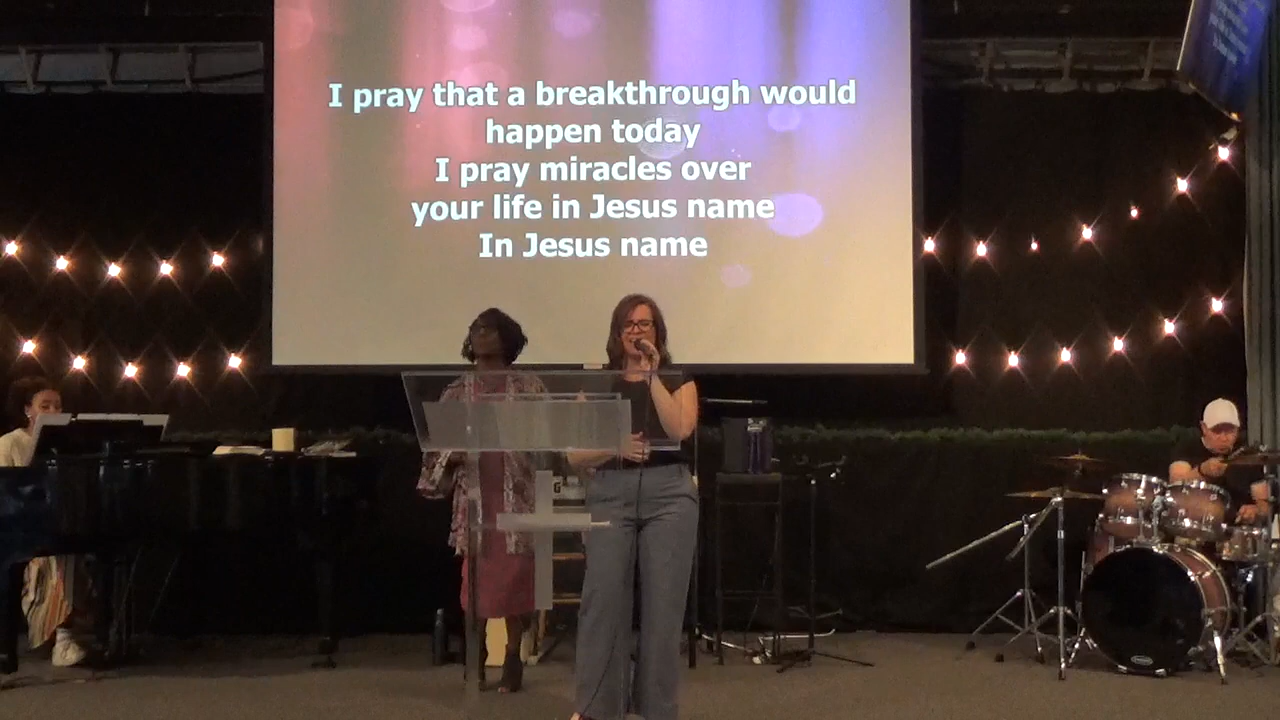 I pray that a breakthrough would
happen today
I pray miracles over
your life in Jesus name
In Jesus name